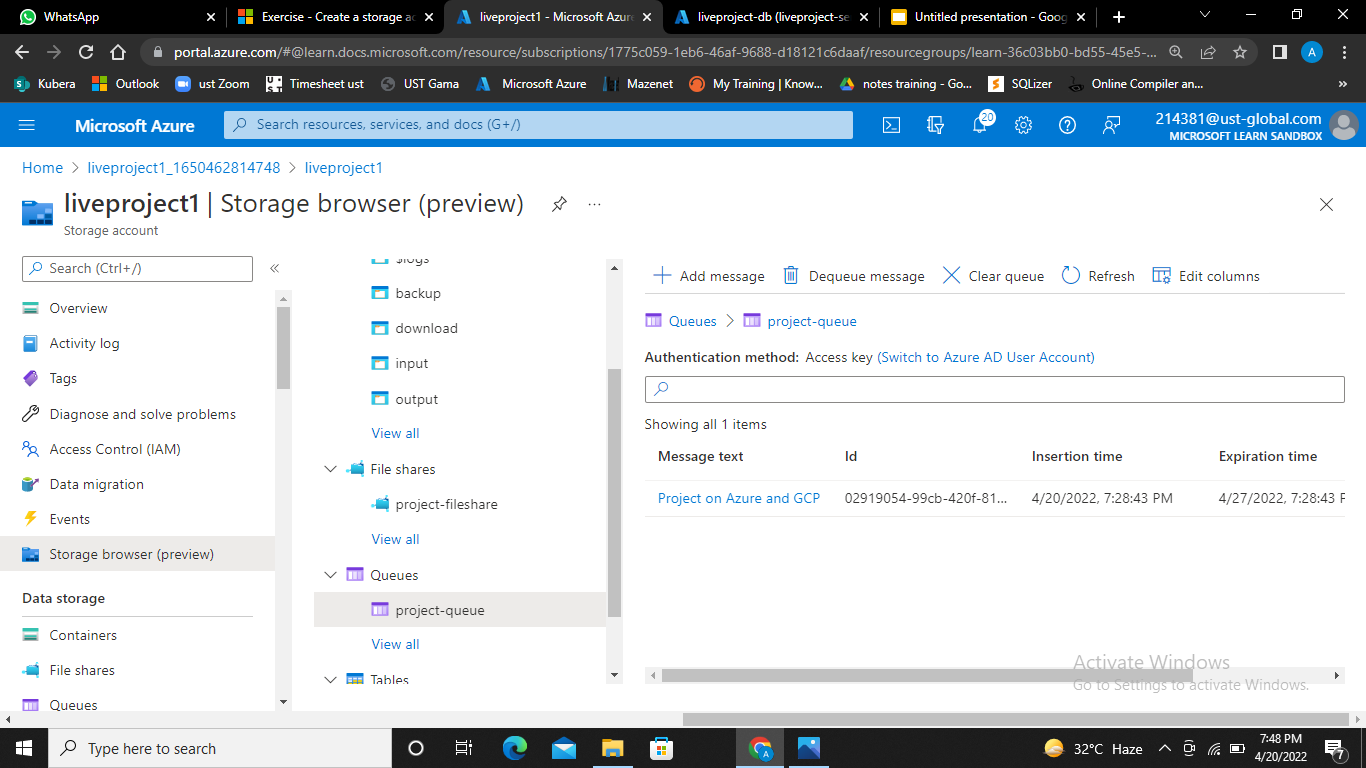 WhatsApp
Exercise - Create a storage ac
liveproject1 - Microsoft Azure
liveproject-db (liveproject-se
Untitled presentation - Goog
portal.azure.com/#@learn.docs.microsoft.com/resource/subscriptions/1775c059-1eb6-46af-9688-d18121c6daaf/resourcegroups/learn-36c03bb0-bd55-45e5-...
A
Kubera
Outlook
ust Zoom
Timesheet ust
UST Gama
Microsoft Azure
Mazenet
My Training | Know...
notes training - Go...
SQLizer
Online Compiler an...
»
Microsoft Azure
Search resources, services, and docs (G+/)
20
214381@ust-global.com
MICROSOFT LEARN SANDBOX
Home > liveproject1_1650462814748 > liveproject1
liveproject1 | Storage browser (preview)
...
Storage account
Search (Ctrl+/)
«
Overview
Activity log
Tags
Diagnose and solve problems
Access Control (IAM)
Data migration
Events
Storage browser (preview)
Data storage
Containers
File shares
Queues
$logs
backup
download
input
output
View all
File shares
project-fileshare
View all
Queues
project-queue
View all
Tables
Add message
Dequeue message
Clear queue
Refresh
Edit columns
Queues > project-queue
Authentication method: Access key (Switch to Azure AD User Account)
Showing all 1 items
Message text Id Insertion time Expiration time
Project on Azure and GCP 02919054-99cb-420f-81... 4/20/2022, 7:28:43 PM 4/27/2022, 7:28:43 P
Activate Windows
Go to Settings to activate Windows.
Type here to search
A
32°C Haze
7:48 PM
4/20/2022
7